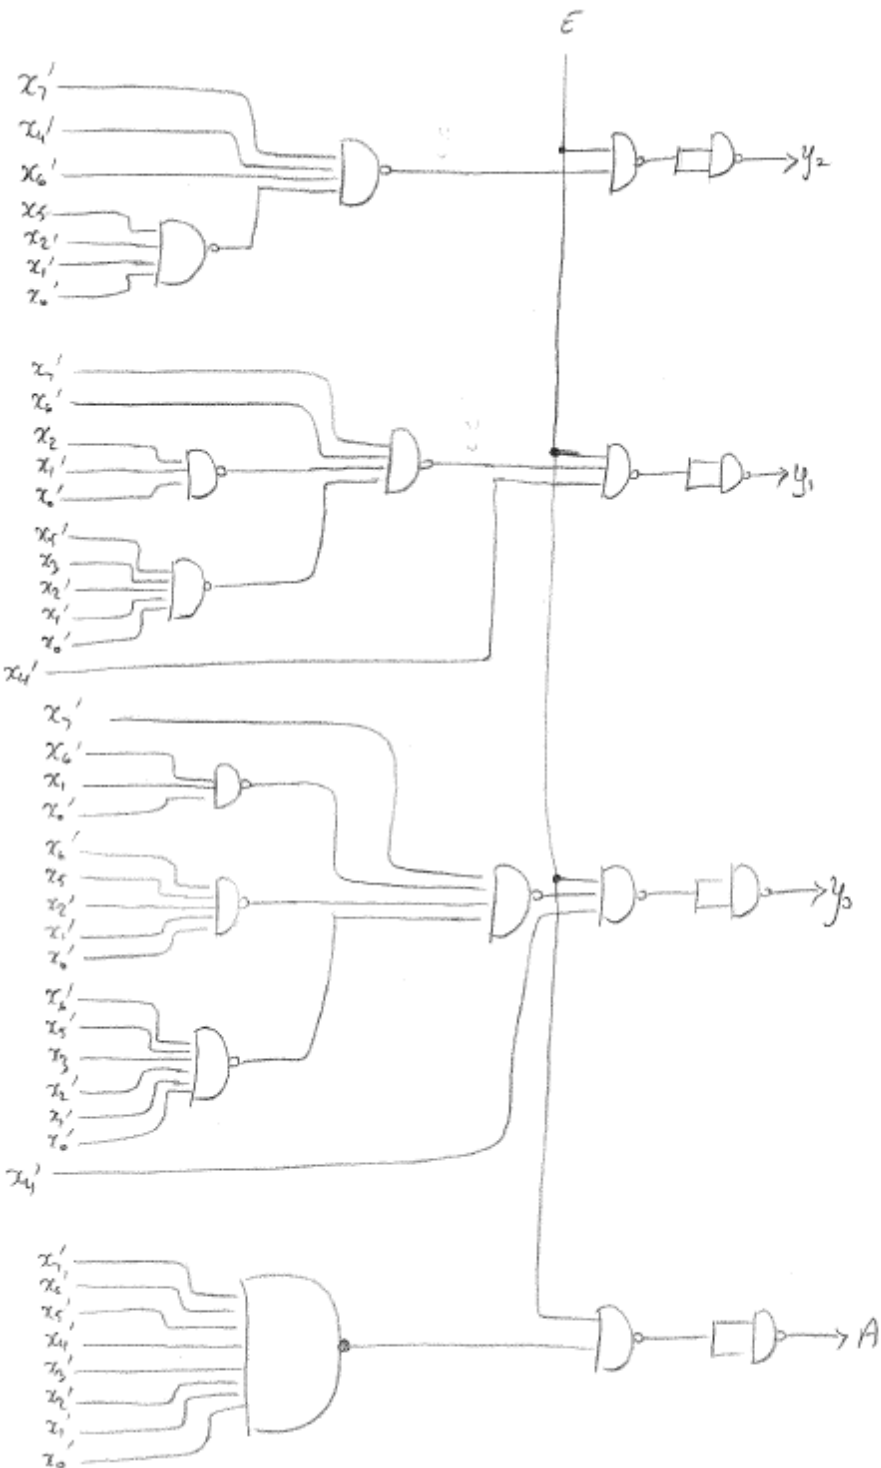 E
x₇'
x₄'
x₆'
y₂
x₅
x₂'
x₁'
x₀'
x₇'
x₆'
x₂
x₁'
x₀'
y₁
x₅'
x₃
x₂'
x₁'
x₀'
x₄'
x₇'
x₆'
x₁
x₀'
x₆'
x₅
x₂'
x₁'
x₀'
y₀
x₆'
x₅'
x₃
x₂'
x₁'
x₀'
x₄'
x₇'
x₆'
x₅'
x₄'
x₃'
x₂'
x₁'
x₀'
A